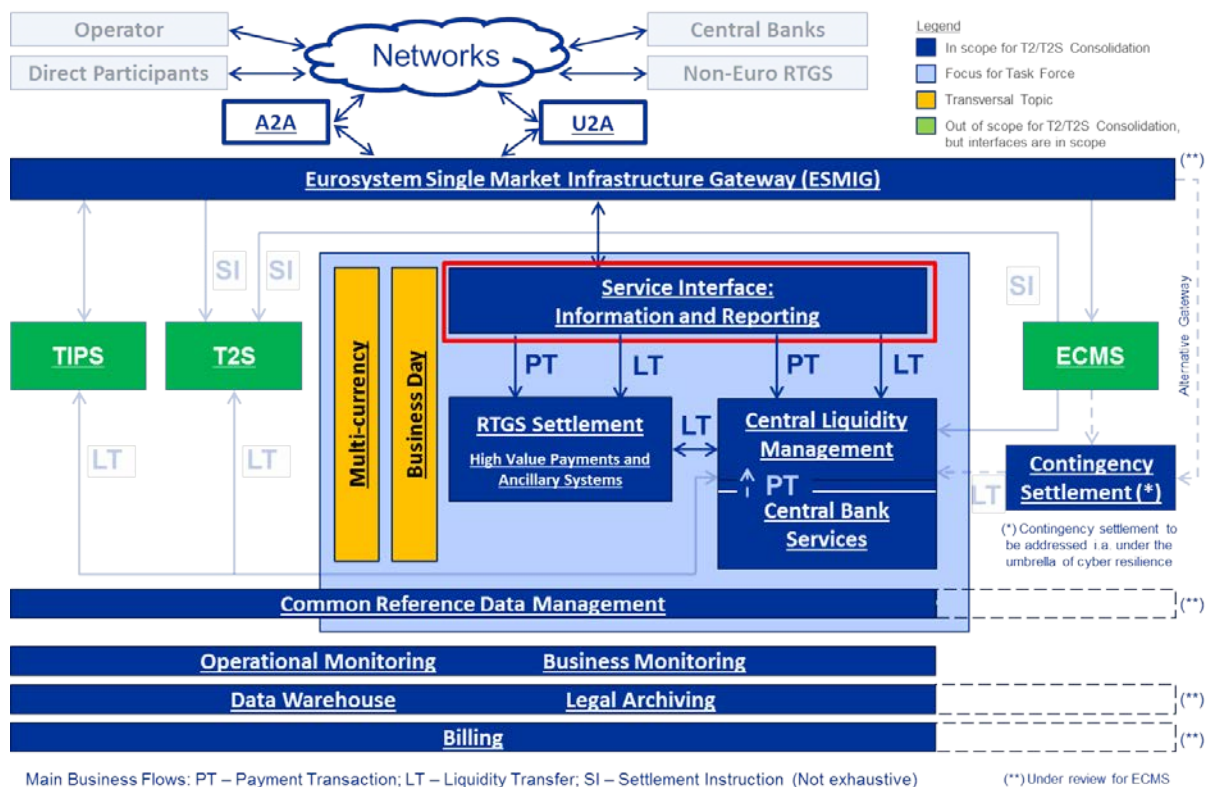 Operator
Direct Participants
Networks
Central Banks
Non-Euro RTGS
Legend
In scope for T2/T2S Consolidation
Focus for Task Force
Transversal Topic
Out of scope for T2/T2S Consolidation,
but interfaces are in scope
A2A
U2A
Eurosystem Single Market Infrastructure Gateway (ESMIG)
(**)
SI
SI
SI
Alternative Gateway
Multi-currency
Business Day
Service Interface:
Information and Reporting
TIPS
T2S
ECMS
PT
LT
PT
LT
RTGS Settlement
High Value Payments and
Ancillary Systems
LT
Central Liquidity
Management
PT
Central Bank
Services
LT
LT
LT
Contingency
Settlement (*)
(*) Contingency settlement to
be addressed i.a. under the
umbrella of cyber resilience
Common Reference Data Management
(**)
Operational Monitoring
Business Monitoring
Data Warehouse
Legal Archiving
(**)
Billing
(**)
Main Business Flows: PT – Payment Transaction; LT – Liquidity Transfer; SI – Settlement Instruction (Not exhaustive)
(**) Under review for ECMS